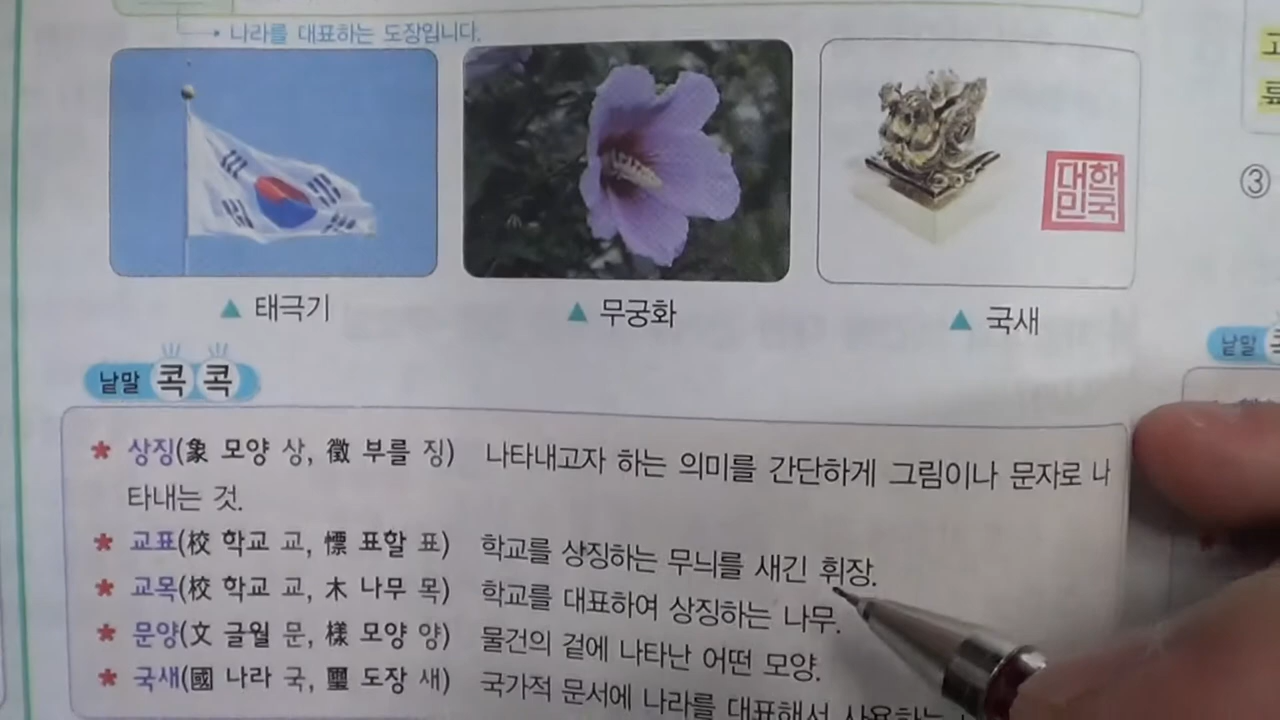 나라를 대표하는 도장입니다.
대한
민국
▲ 태극기
▲ 무궁화
▲ 국새
낱말 콕콕
* 상징(象 모양 상, 徵 부를 징) 나타내고자 하는 의미를 간단하게 그림이나 문자로 나
타내는 것.
* 교표(校 학교 교, 標 표할 표) 학교를 상징하는 무늬를 새긴 휘장.
* 교목(校 학교 교, 木 나무 목) 학교를 대표하여 상징하는 나무.
* 문양(文 글월 문, 樣 모양 양) 물건의 겉에 나타난 어떤 모양.
* 국새(國 나라 국, 璽 도장 새) 국가적 문서에 나라를 대표해서 사용하는
③
낱말